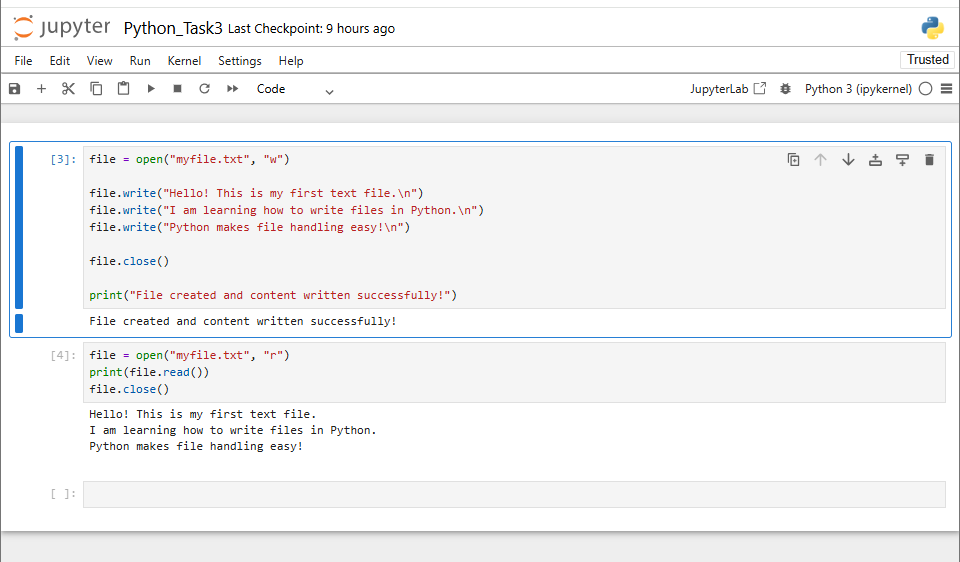 jupyter Python_Task3 Last Checkpoint: 9 hours ago
File Edit View Run Kernel Settings Help Trusted
Code JupyterLab Python 3 (ipykernel)
[3]: file = open("myfile.txt", "w")
file.write("Hello! This is my first text file.\n")
file.write("I am learning how to write files in Python.\n")
file.write("Python makes file handling easy!\n")
file.close()
print("File created and content written successfully!")
File created and content written successfully!
[4]: file = open("myfile.txt", "r")
print(file.read())
file.close()
Hello! This is my first text file.
I am learning how to write files in Python.
Python makes file handling easy!
[ ]: